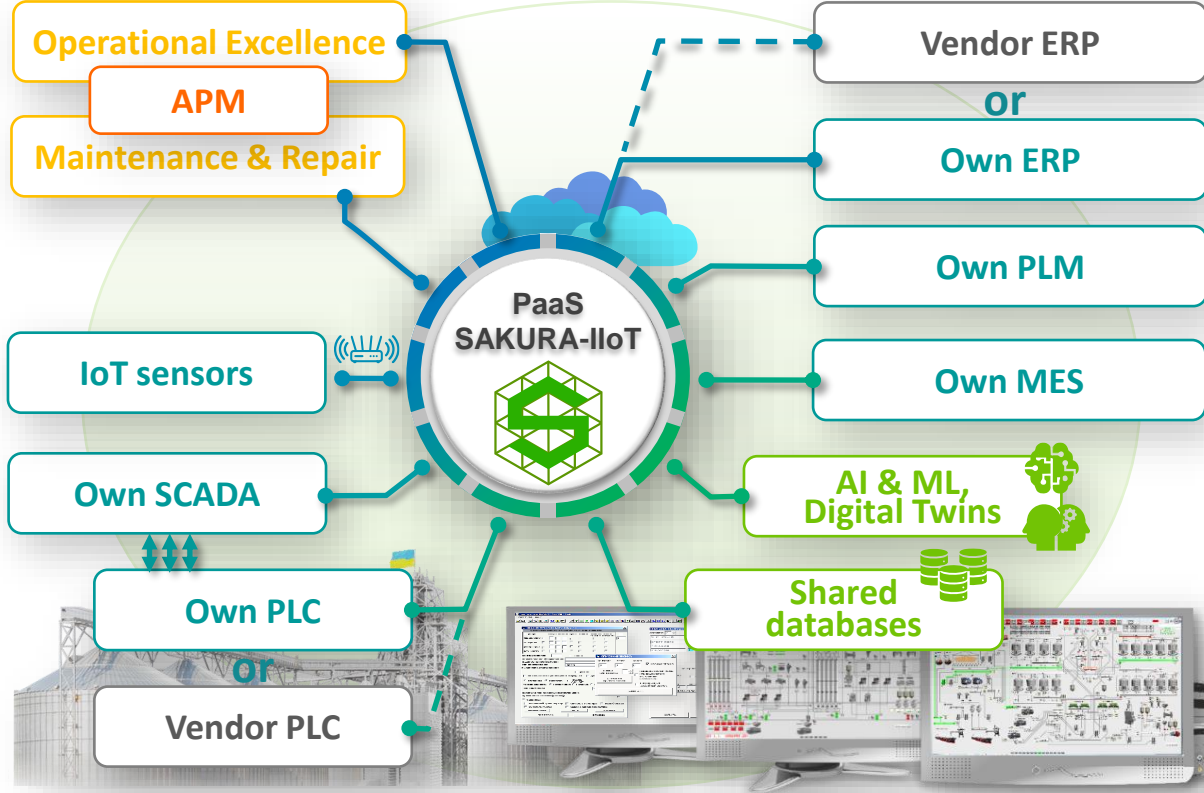 Operational Excellence
APM
Maintenance & Repair
IoT sensors
Own SCADA
Own PLC
or
Vendor PLC
PaaS
SAKURA-IIoT
Vendor ERP
or
Own ERP
Own PLM
Own MES
AI & ML,
Digital Twins
Shared
databases